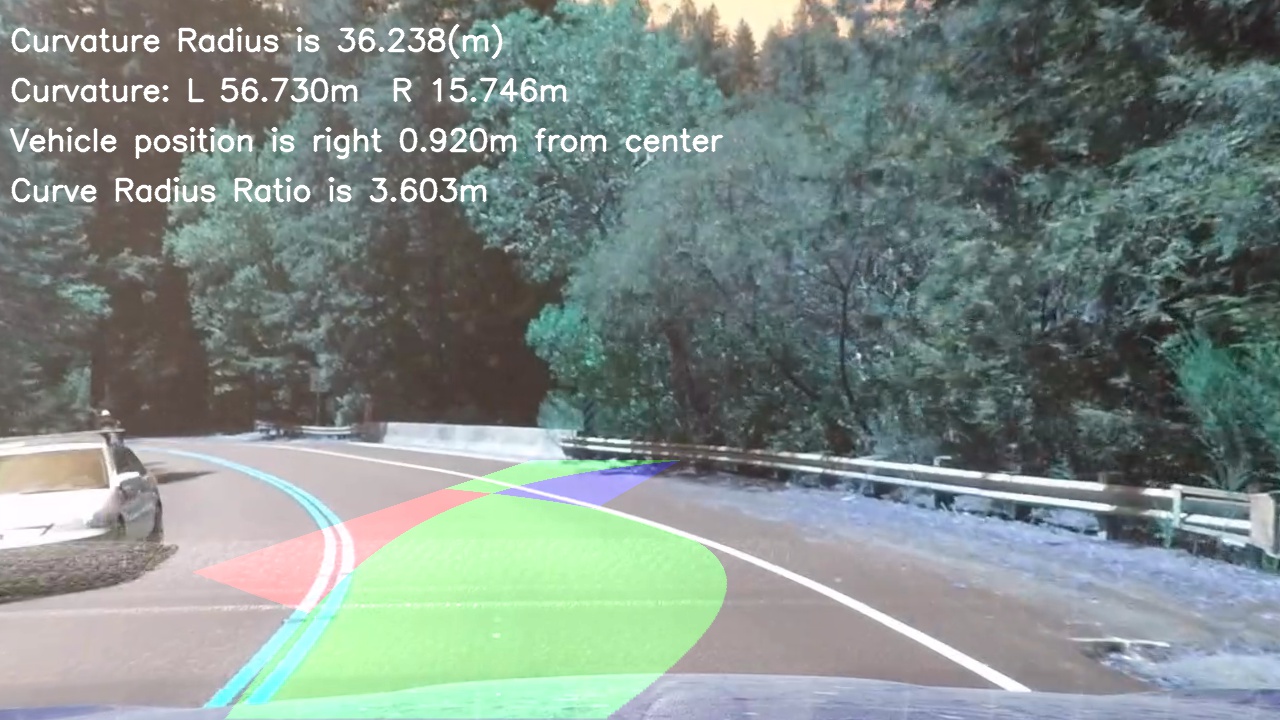 Curvature Radius is 36.238(m)
Curvature: L 56.730m R 15.746m
Vehicle position is right 0.920m from center
Curve Radius Ratio is 3.603m